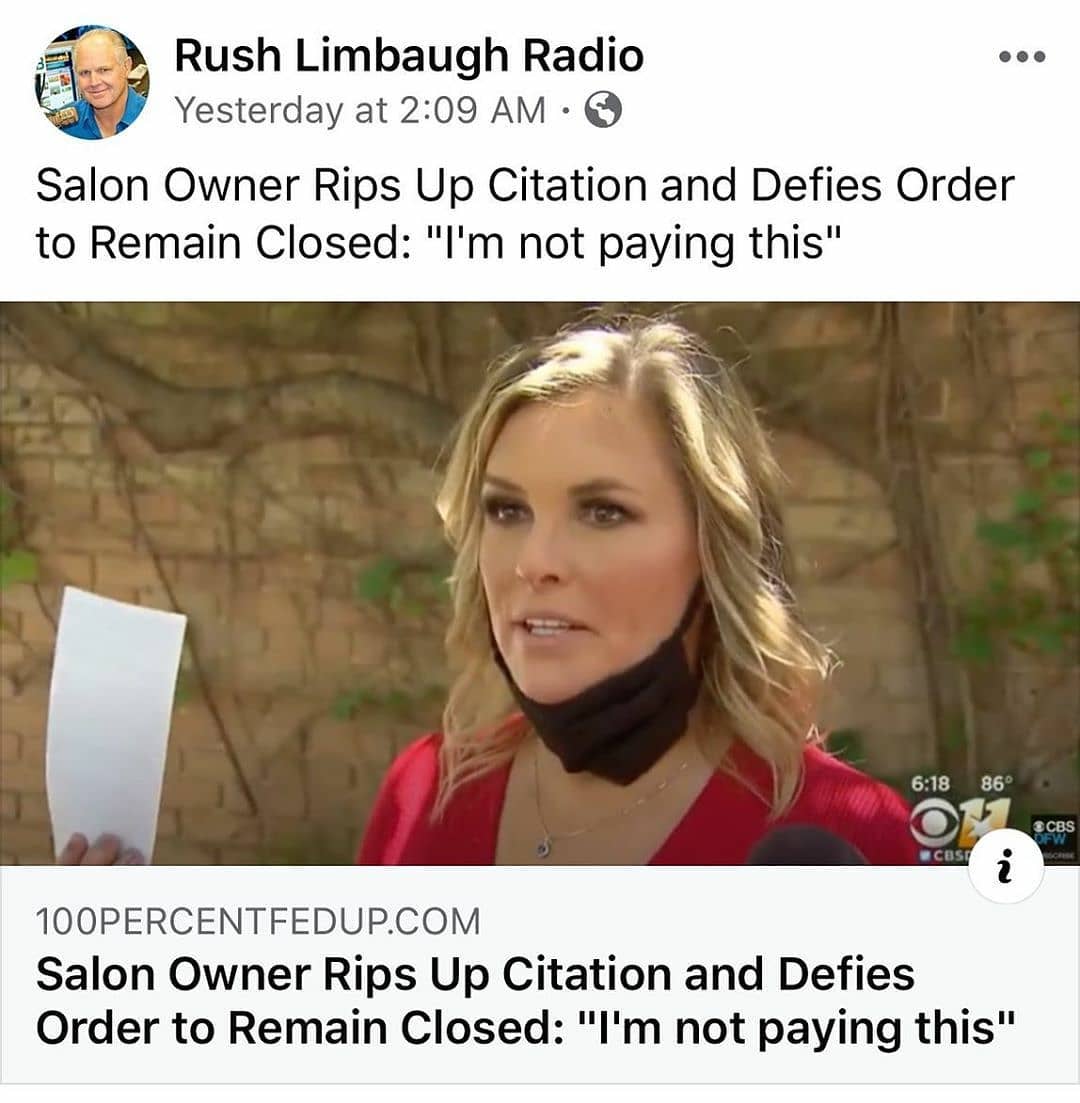 Rush Limbaugh Radio
Yesterday at 2:09 AM ·
Salon Owner Rips Up Citation and Defies Order
to Remain Closed: "I'm not paying this"
6:18 86°
11
CBS
DFW
100PERCENTFEDUP.COM
Salon Owner Rips Up Citation and Defies
Order to Remain Closed: "I'm not paying this"